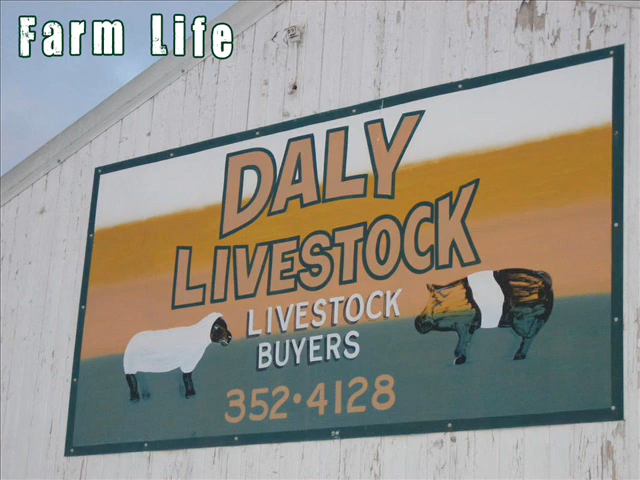 Farm Life
DALY
LIVESTOCK
LIVESTOCK
BUYERS
352•4128